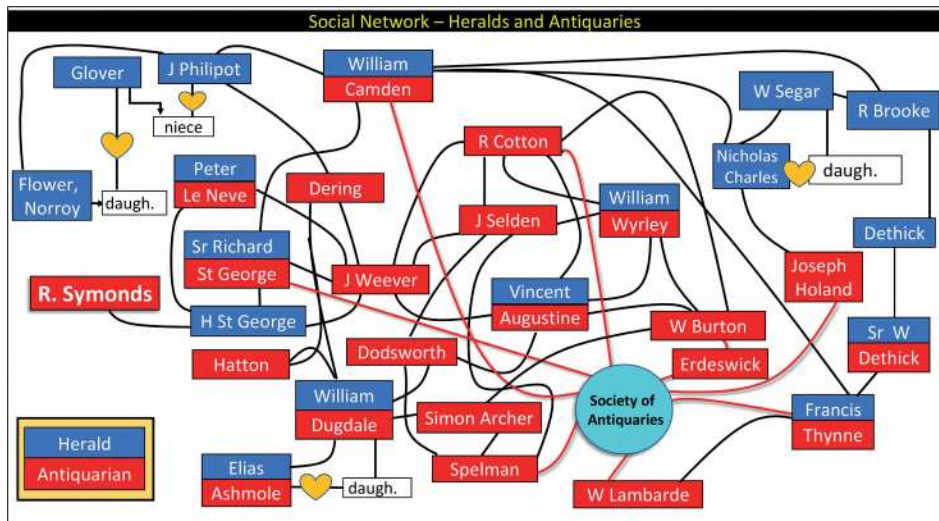 Social Network – Heralds and Antiquaries
Glover
J Philipot
niece
William
Camden
W Segar
R Brooke
Nicholas
Charles
daugh.
R Cotton
Flower,
Norroy
daugh.
Peter
Le Neve
Dering
William
Wyrley
J Selden
Dethick
Sr Richard
St George
J Weever
Joseph
Holand
R. Symonds
H St George
Vincent
Augustine
W Burton
Sr W
Dethick
Hatton
Dodsworth
Erdeswick
William
Dugdale
Simon Archer
Society of
Antiquaries
Francis
Thynne
Herald
Antiquarian
Elias
Ashmole
daugh.
Spelman
W Lambarde